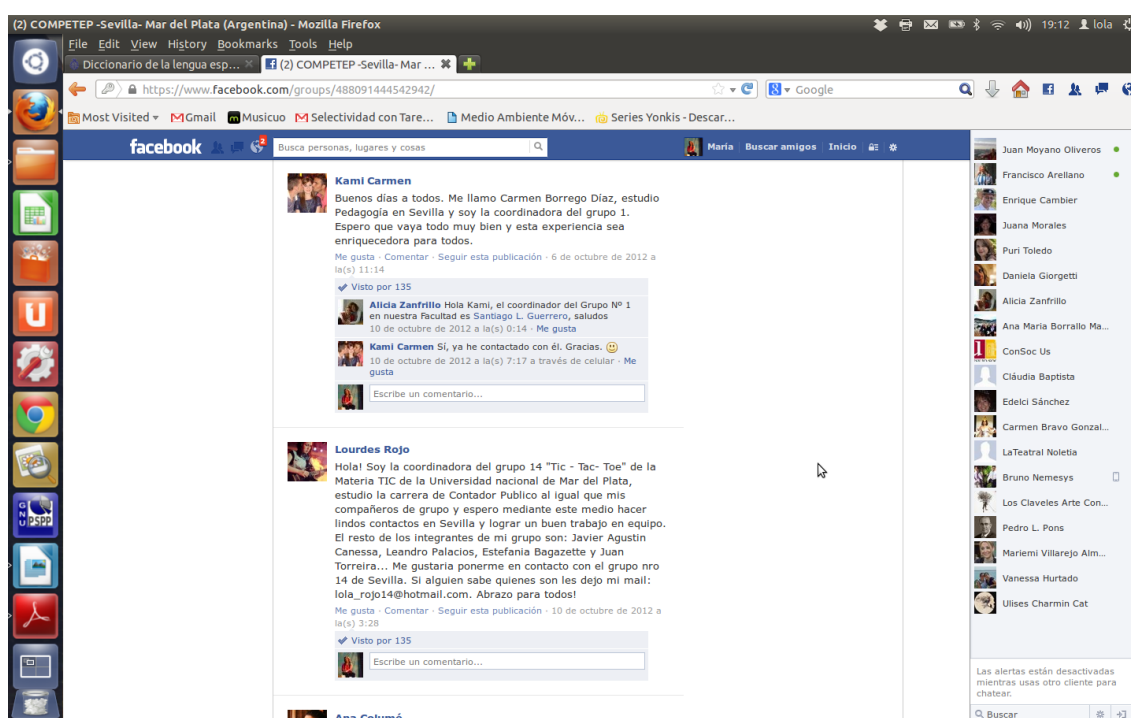 (2) COMPETEP -Sevilla- Mar del Plata (Argentina) - Mozilla Firefox
19:12 lola
File Edit View History Bookmarks Tools Help
Diccionario de la lengua esp...
(2) COMPETEP -Sevilla- Mar ...
https://www.facebook.com/groups/488091444542942/
Google
Most Visited Gmail Musicuo Selectividad con Tare... Medio Ambiente Móv... Series Yonkis - Descar...
facebook
2
Busca personas, lugares y cosas
María Buscar amigos Inicio
Kami Carmen
Buenos días a todos. Me llamo Carmen Borrego Díaz, estudio
Pedagogía en Sevilla y soy la coordinadora del grupo 1.
Espero que vaya todo muy bien y esta experiencia sea
enriquecedora para todos.
Me gusta · Comentar · Seguir esta publicación · 6 de octubre de 2012 a
la(s) 11:14
Visto por 135
Alicia Zanfrillo Hola Kami, el coordinador del Grupo Nº 1
en nuestra Facultad es Santiago L. Guerrero, saludos
10 de octubre de 2012 a la(s) 0:14 · Me gusta
Kami Carmen Sí, ya he contactado con él. Gracias.
10 de octubre de 2012 a la(s) 7:17 a través de celular · Me
gusta
Escribe un comentario...
Lourdes Rojo
Hola! Soy la coordinadora del grupo 14 "Tic - Tac- Toe" de la
Materia TIC de la Universidad nacional de Mar del Plata,
estudio la carrera de Contador Publico al igual que mis
compañeros de grupo y espero mediante este medio hacer
lindos contactos en Sevilla y lograr un buen trabajo en equipo.
El resto de los integrantes de mi grupo son: Javier Agustin
Canessa, Leandro Palacios, Estefania Bagazette y Juan
Torreira... Me gustaria ponerme en contacto con el grupo nro
14 de Sevilla. Si alguien sabe quienes son les dejo mi mail:
lola_rojo14@hotmail.com. Abrazo para todos!
Me gusta · Comentar · Seguir esta publicación · 10 de octubre de 2012 a
la(s) 3:28
Visto por 135
Escribe un comentario...
Ana Columé
Juan Moyano Oliveros
Francisco Arellano
Enrique Cambier
Juana Morales
Puri Toledo
Daniela Giorgetti
Alicia Zanfrillo
Ana Maria Borrallo Ma...
ConSoc Us
Cláudia Baptista
Edelci Sánchez
Carmen Bravo Gonzal...
LaTeatral Noletia
Bruno Nemesys
Los Claveles Arte Con...
Pedro L. Pons
Mariemi Villarejo Alm...
Vanessa Hurtado
Ulises Charmin Cat
Las alertas están desactivadas
mientras usas otro cliente para
chatear.
Buscar
GNU PSPP